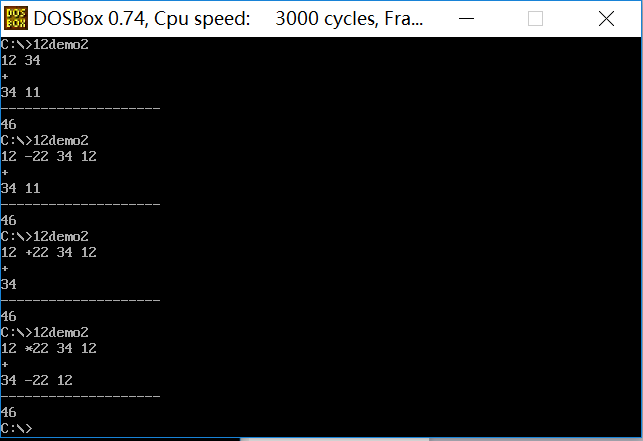 DOS
BOX
DOSBox 0.74, Cpu speed: 3000 cycles, Fra...
C:\>12demo2
12 34
+
34 11
--------------------
46
C:\>12demo2
12 -22 34 12
+
34 11
--------------------
46
C:\>12demo2
12 +22 34 12
+
34
--------------------
46
C:\>12demo2
12 *22 34 12
+
34 -22 12
--------------------
46
C:\>